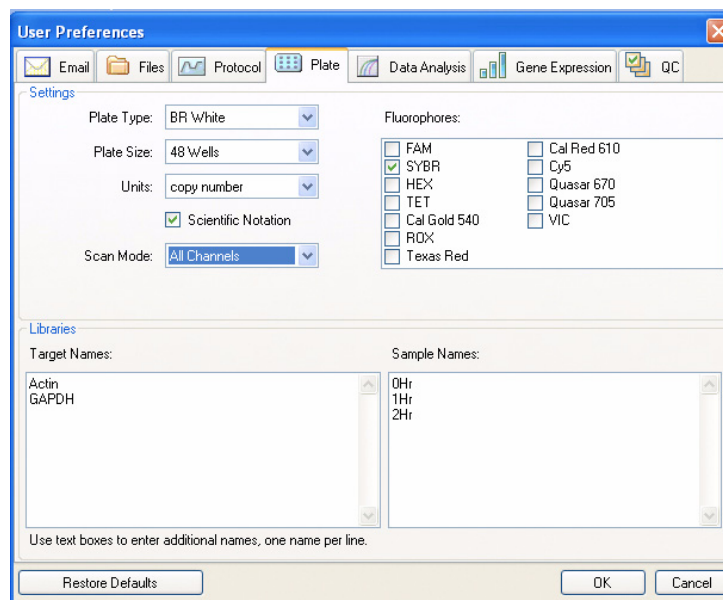 User Preferences
Email Files Protocol Plate Data Analysis Gene Expression QC
Settings
Plate Type: BR White
Plate Size: 48 Wells
Units: copy number
Scientific Notation
Scan Mode: All Channels
Fluorophores:
FAM
SYBR
HEX
TET
Cal Gold 540
ROX
Texas Red
Cal Red 610
Cy5
Quasar 670
Quasar 705
VIC
Libraries
Target Names:
Actin
GAPDH
Sample Names:
0Hr
1Hr
2Hr
Use text boxes to enter additional names, one name per line.
Restore Defaults OK Cancel